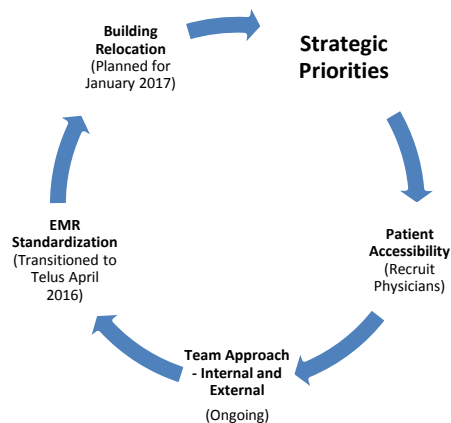 Building
Relocation
(Planned for
January 2017)
Strategic
Priorities
Patient
Accessibility
(Recruit
Physicians)
Team Approach
- Internal and
External
(Ongoing)
EMR
Standardization
(Transitioned to
Telus April
2016)